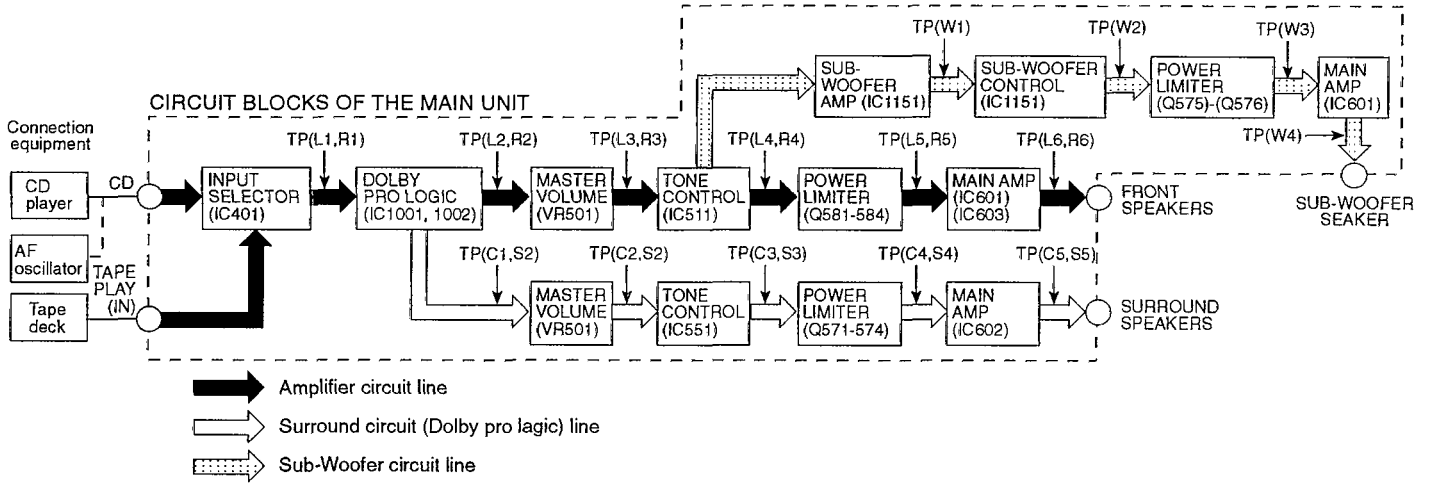 TP(W1)
TP(W2)
TP(W3)
SUB-
WOOFER
AMP (IC1151)
SUB-WOOFER
CONTROL
(IC1151)
POWER
LIMITER
(Q575)-(Q576)
MAIN
AMP
(IC601)
TP(W4)
SUB-WOOFER
SEAKER
CIRCUIT BLOCKS OF THE MAIN UNIT
Connection
equipment
TP(L1,R1)
TP(L2,R2)
TP(L3,R3)
TP(L4,R4)
TP(L5,R5)
TP(L6,R6)
CD
player
CD
INPUT
SELECTOR
(IC401)
DOLBY
PRO LOGIC
(IC1001, 1002)
MASTER
VOLUME
(VR501)
TONE
CONTROL
(IC511)
POWER
LIMITER
(Q581-584)
MAIN AMP
(IC601)
(IC603)
FRONT
SPEAKERS
AF
oscillator
TAPE
PLAY
(IN)
Tape
deck
TP(C1,S2)
TP(C2,S2)
TP(C3,S3)
TP(C4,S4)
TP(C5,S5)
MASTER
VOLUME
(VR501)
TONE
CONTROL
(IC551)
POWER
LIMITER
(Q571-574)
MAIN
AMP
(IC602)
SURROUND
SPEAKERS
Amplifier circuit line
Surround circuit (Dolby pro lagic) line
Sub-Woofer circuit line